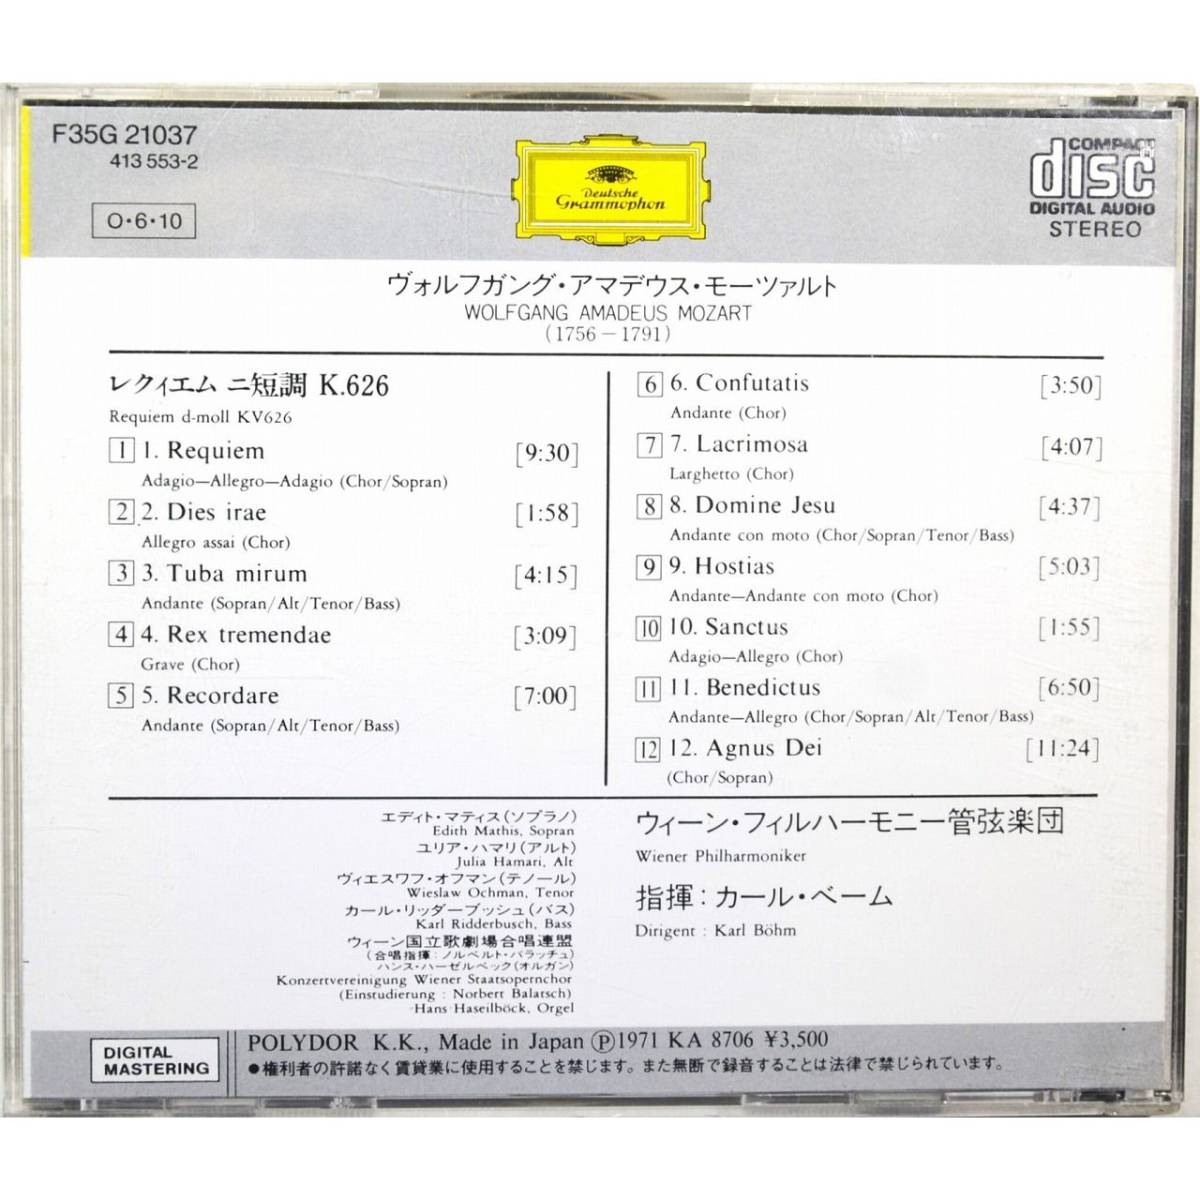 F35G 21037
413 553-2
O・6・10
Deutsche
Grammophon
COMPACT
disc
DIGITAL AUDIO
STEREO
ヴォルフガング・アマデウス・モーツァルト
WOLFGANG AMADEUS MOZART
(1756－1791)
レクィエム ニ短調 K.626
Requiem d-moll KV626
1 1. Requiem [9:30]
Adagio—Allegro—Adagio (Chor/Sopran)
2 2. Dies irae [1:58]
Allegro assai (Chor)
3 3. Tuba mirum [4:15]
Andante (Sopran/Alt/Tenor/Bass)
4 4. Rex tremendae [3:09]
Grave (Chor)
5 5. Recordare [7:00]
Andante (Sopran/Alt/Tenor/Bass)
6 6. Confutatis [3:50]
Andante (Chor)
7 7. Lacrimosa [4:07]
Larghetto (Chor)
8 8. Domine Jesu [4:37]
Andante con moto (Chor/Sopran/Tenor/Bass)
9 9. Hostias [5:03]
Andante—Andante con moto (Chor)
10 10. Sanctus [1:55]
Adagio—Allegro (Chor)
11 11. Benedictus [6:50]
Andante—Allegro (Chor/Sopran/Alt/Tenor/Bass)
12 12. Agnus Dei [11:24]
(Chor/Sopran)
エディト・マティス(ソプラノ)
Edith Mathis, Sopran
ユリア・ハマリ(アルト)
Julia Hamari, Alt
ヴィエスワフ・オフマン(テノール)
Wieslaw Ochman, Tenor
カール・リッダーブッシュ(バス)
Karl Ridderbusch, Bass
ウィーン国立歌劇場合唱連盟
(合唱指揮：ノルベルト・バラッチュ)
ハンス・ハーゼルベック(オルガン)
Konzertvereinigung Wiener Staatsopernchor
(Einstudierung : Norbert Balatsch)
Hans Haseilböck, Orgel
ウィーン・フィルハーモニー管弦楽団
Wiener Philharmoniker
指揮：カール・ベーム
Dirigent : Karl Böhm
DIGITAL
MASTERING
POLYDOR K.K., Made in Japan Ⓟ1971 KA 8706 ¥3,500
●権利者の許諾なく賃貸業に使用することを禁じます。また無断で録音することは法律で禁じられています。